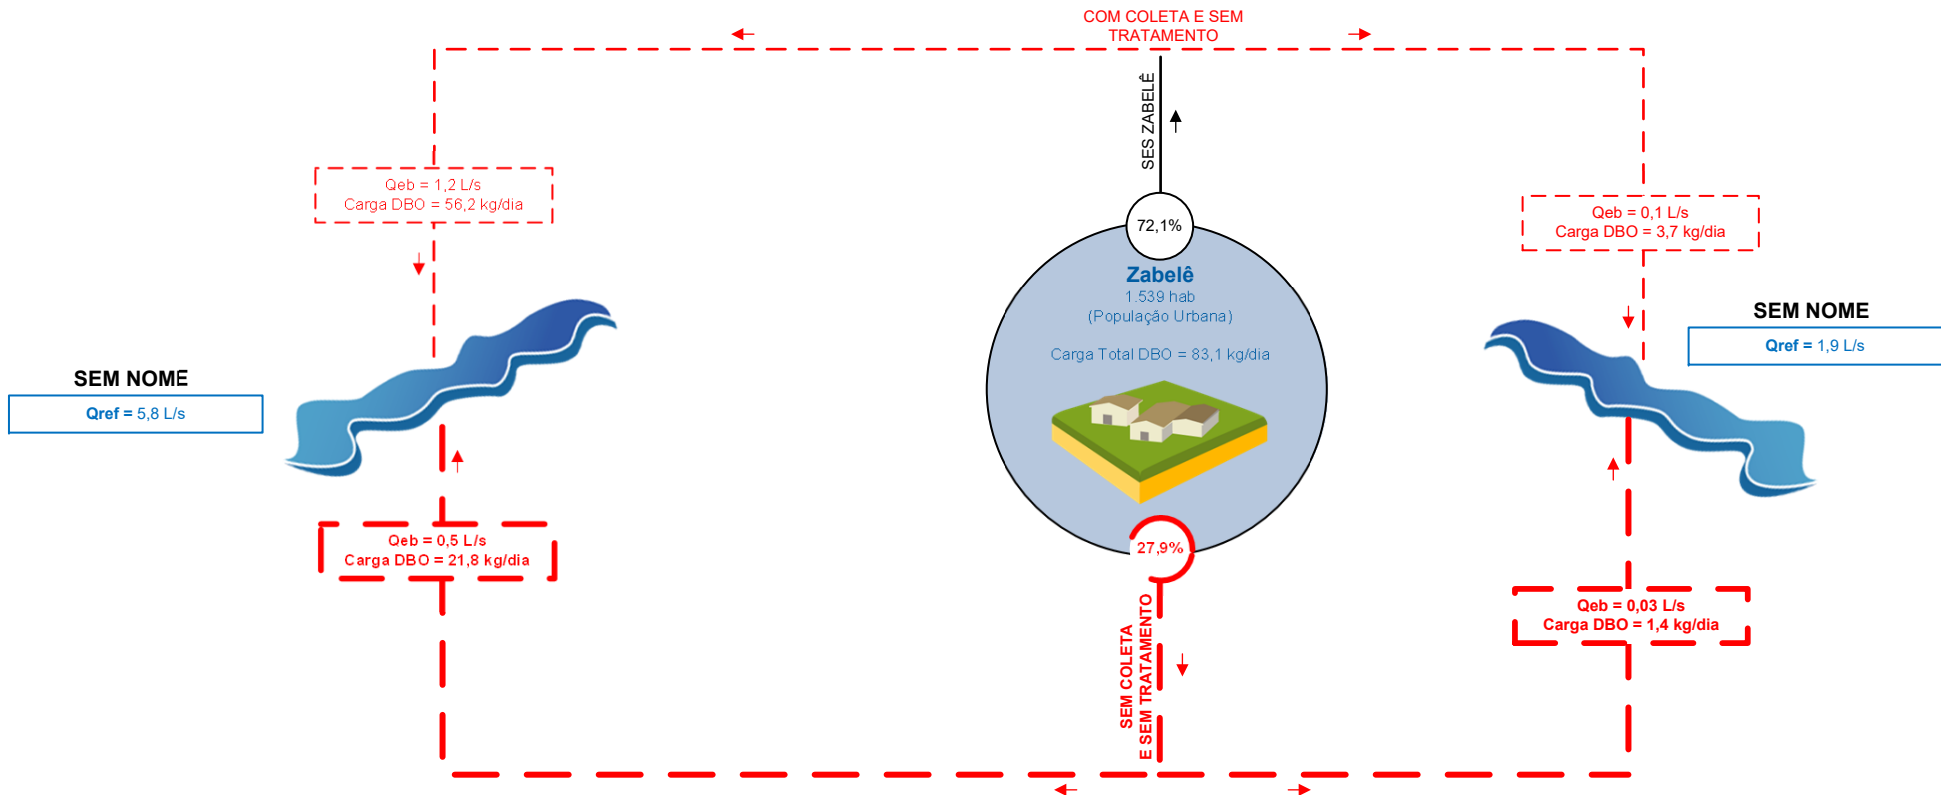 COM COLETA E SEM
TRATAMENTO
SES ZABELÊ
Qeb = 1,2 L/s
Carga DBO = 56,2 kg/dia
Qeb = 0,1 L/s
Carga DBO = 3,7 kg/dia
72,1%
Zabelê
1.539 hab
(População Urbana)
Carga Total DBO = 83,1 kg/dia
SEM NOME
Qref = 5,8 L/s
SEM NOME
Qref = 1,9 L/s
27,9%
Qeb = 0,5 L/s
Carga DBO = 21,8 kg/dia
Qeb = 0,03 L/s
Carga DBO = 1,4 kg/dia
SEM COLETA
E SEM TRATAMENTO